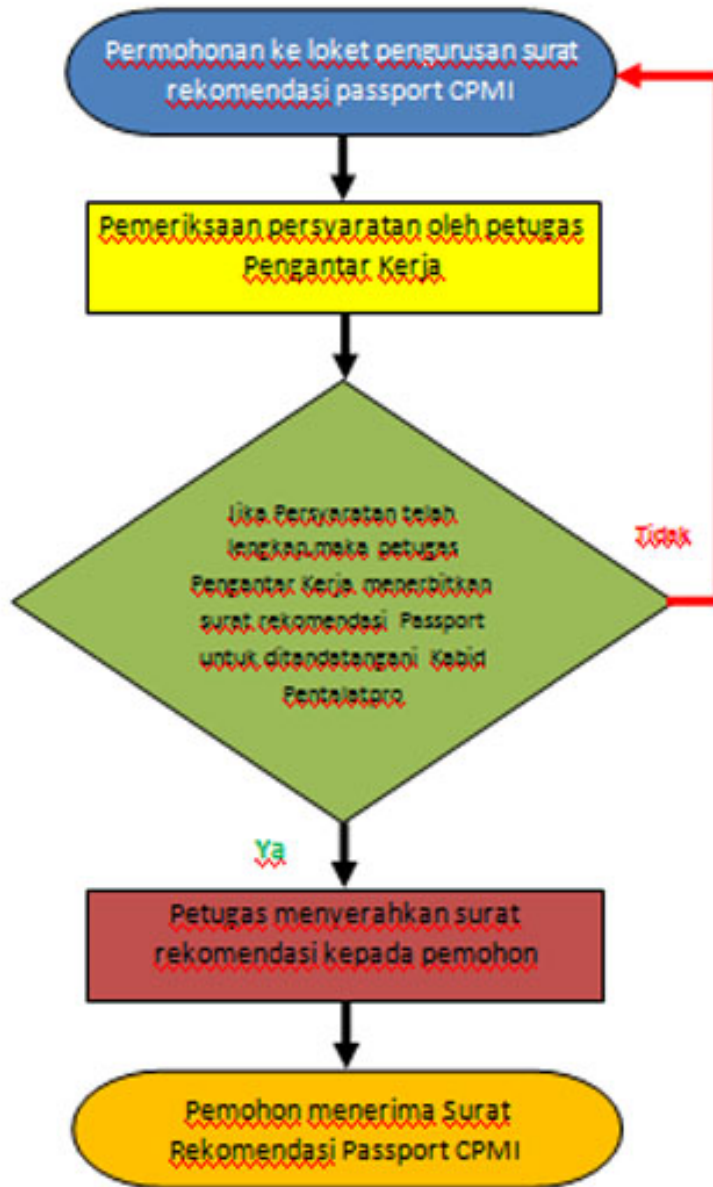 Permohonan ke loket pengurusan surat
rekomendasi passport CPMI
Pemeriksaan persyaratan oleh petugas
Pengantar Kerja
Jika Persyaratan telah
lengkap maka petugas
Pengantar Kerja menerbitkan
surat rekomendasi Passport
untuk ditandatangani Kabid
Pentalatpro
Tidak
Ya
Petugas menyerahkan surat
rekomendasi kepada pemohon
Pemohon menerima Surat
Rekomendasi Passport CPMI